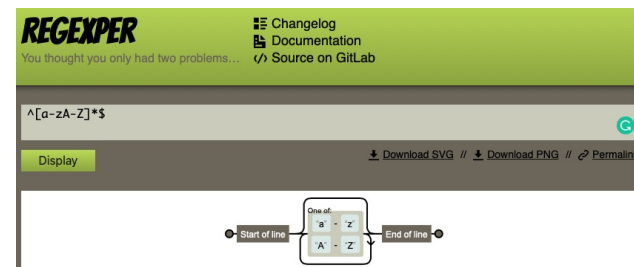 REGEXPER
You thought you only had two problems...
Changelog
Documentation
Source on GitLab
^[a-zA-Z]*$
Display
Download SVG // Download PNG // Permalin
One of:
Start of line
"a" - "z"
"A" - "Z"
End of line